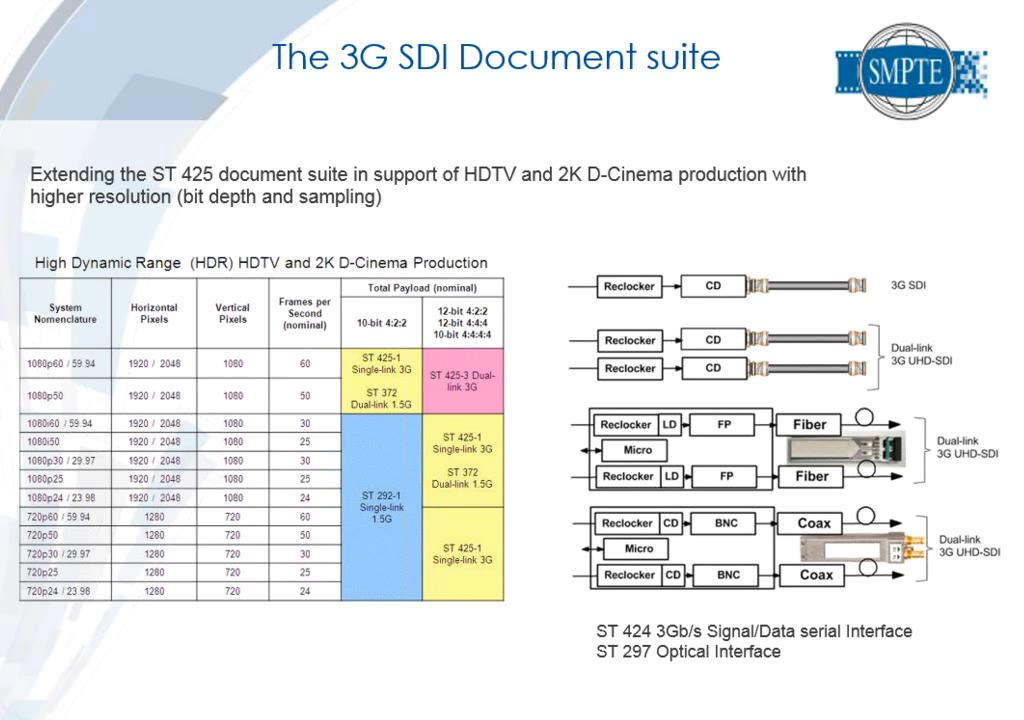 The 3G SDI Document suite
SMPTE
Extending the ST 425 document suite in support of HDTV and 2K D-Cinema production with
higher resolution (bit depth and sampling)
High Dynamic Range (HDR) HDTV and 2K D-Cinema Production
System Nomenclature
Horizontal Pixels
Vertical Pixels
Frames per Second (nominal)
Total Payload (nominal)
10-bit 4:2:2
12-bit 4:2:2
12-bit 4:4:4
10-bit 4:4:4:4
1080p60 / 59.94 1920 / 2048 1080 60
ST 425-1
Single-link 3G
ST 372
Dual-link 1.5G
ST 425-3 Dual-
link 3G
1080p50 1920 / 2048 1080 50
1080i60 / 59.94 1920 / 2048 1080 30
1080i50 1920 / 2048 1080 25
1080p30 / 29.97 1920 / 2048 1080 30
1080p25 1920 / 2048 1080 25
1080p24 / 23.98 1920 / 2048 1080 24
ST 292-1
Single-link
1.5G
ST 425-1
Single-link 3G
ST 372
Dual-link 1.5G
720p60 / 59.94 1280 720 60
720p50 1280 720 50
720p30 / 29.97 1280 720 30
720p25 1280 720 25
720p24 / 23.98 1280 720 24
ST 425-1
Single-link 3G
Reclocker CD 3G SDI
Reclocker CD
Reclocker CD
Dual-link
3G UHD-SDI
Reclocker LD FP Fiber
Micro
Reclocker LD FP Fiber
Dual-link
3G UHD-SDI
Reclocker CD BNC Coax
Micro
Reclocker CD BNC Coax
Dual-link
3G UHD-SDI
ST 424 3Gb/s Signal/Data serial Interface
ST 297 Optical Interface